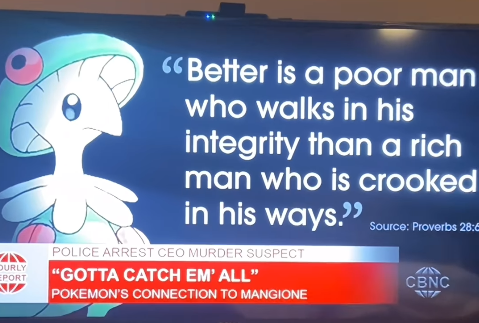 “Better is a poor man
who walks in his
integrity than a rich
man who is crooked
in his ways.”
Source: Proverbs 28:6
POLICE ARREST CEO MURDER SUSPECT
OURLY
EPORT
“GOTTA CATCH EM’ ALL”
POKEMON’S CONNECTION TO MANGIONE
CBNC